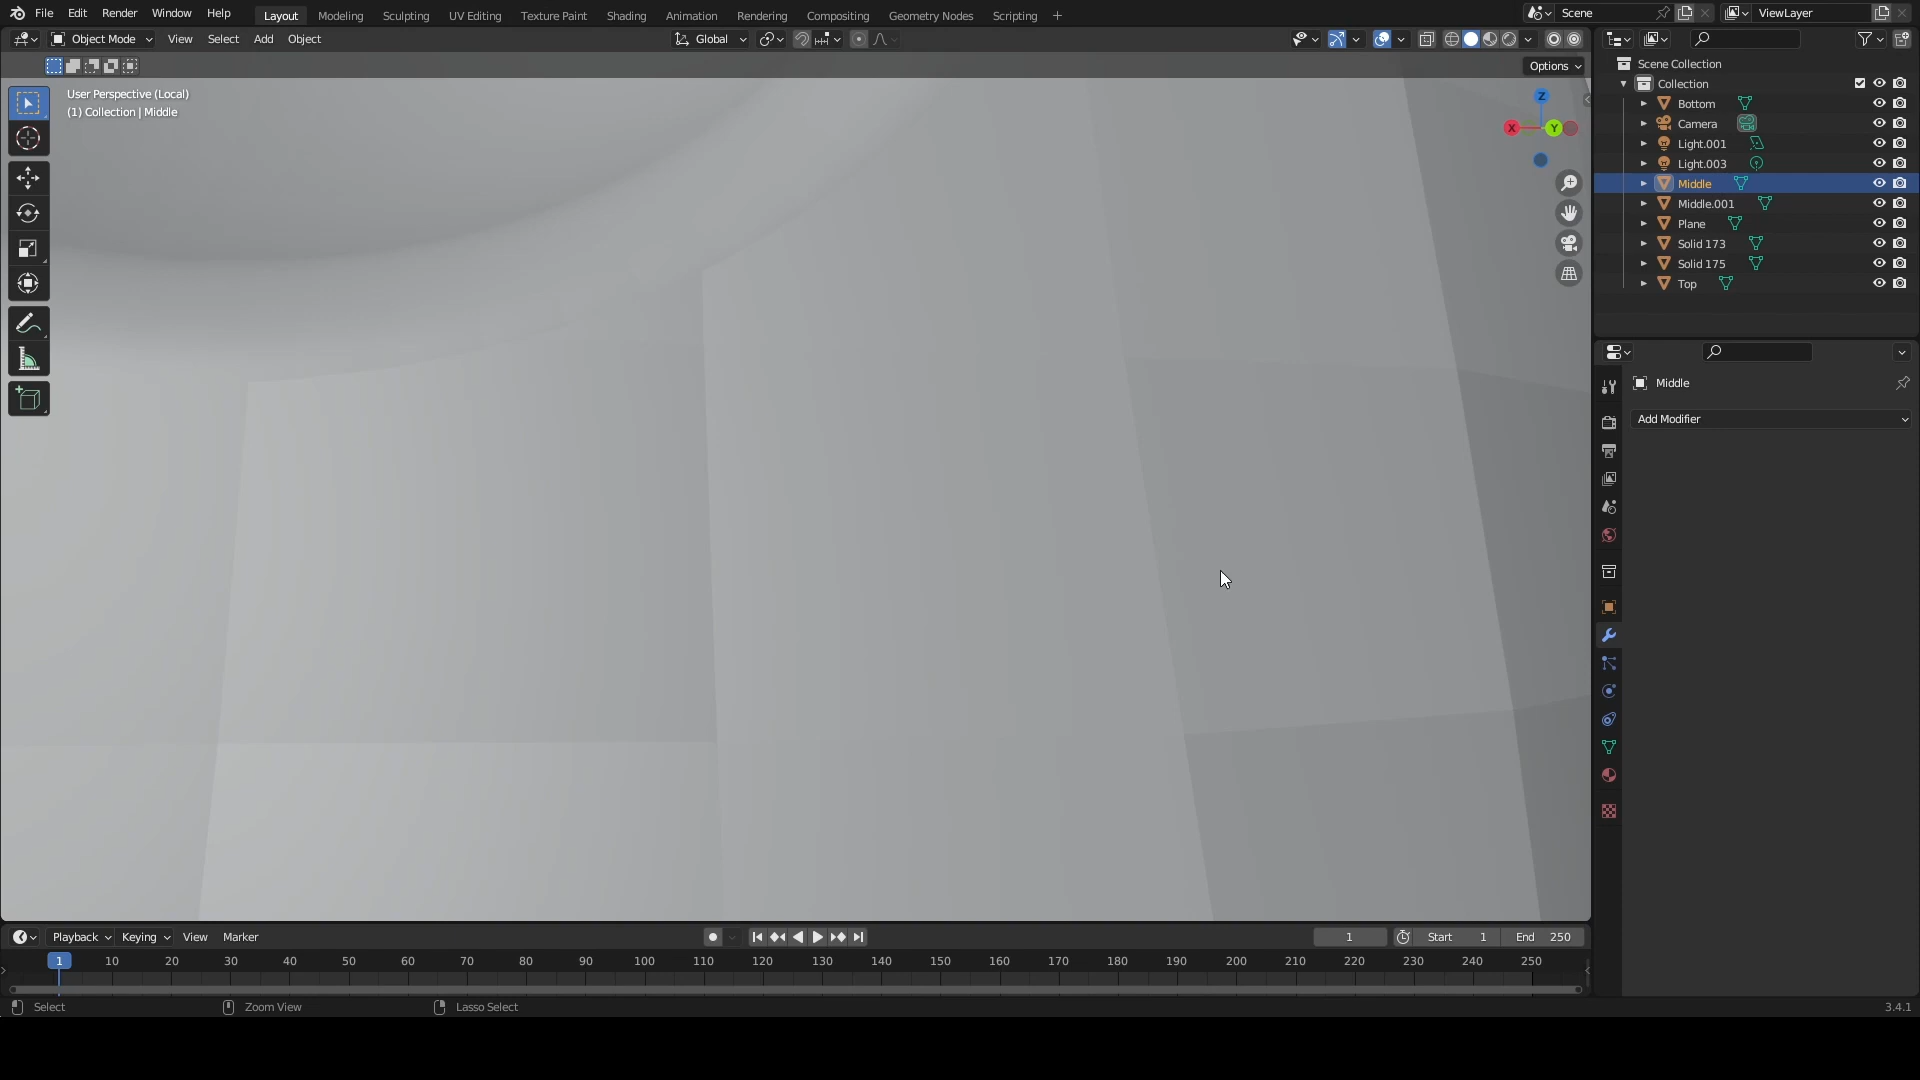 File Edit Render Window Help Layout Modeling Sculpting UV Editing Texture Paint Shading Animation Rendering Compositing Geometry Nodes Scripting + Scene ViewLayer
Object Mode View Select Add Object Global
Options
User Perspective (Local)
(1) Collection | Middle
Z
X
Y
Scene Collection
Collection
Bottom
Camera
Light.001
Light.003
Middle
Middle.001
Plane
Solid 173
Solid 175
Top
Middle
Add Modifier
Playback Keying View Marker 1 Start 1 End 250
1 10 20 30 40 50 60 70 80 90 100 110 120 130 140 150 160 170 180 190 200 210 220 230 240 250
Select Zoom View Lasso Select 3.4.1